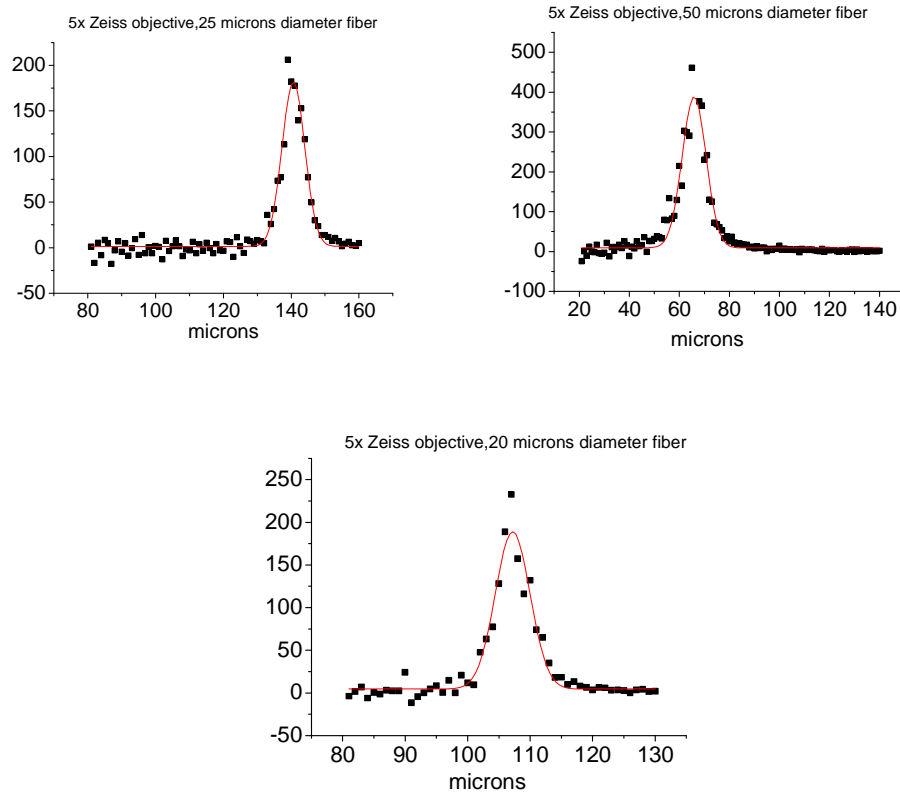 5x Zeiss objective,25 microns diameter fiber
200
150
100
50
0
-50
80 100 120 140 160
microns
5x Zeiss objective,50 microns diameter fiber
500
400
300
200
100
0
-100
20 40 60 80 100 120 140
microns
5x Zeiss objective,20 microns diameter fiber
250
200
150
100
50
0
-50
80 90 100 110 120 130
microns